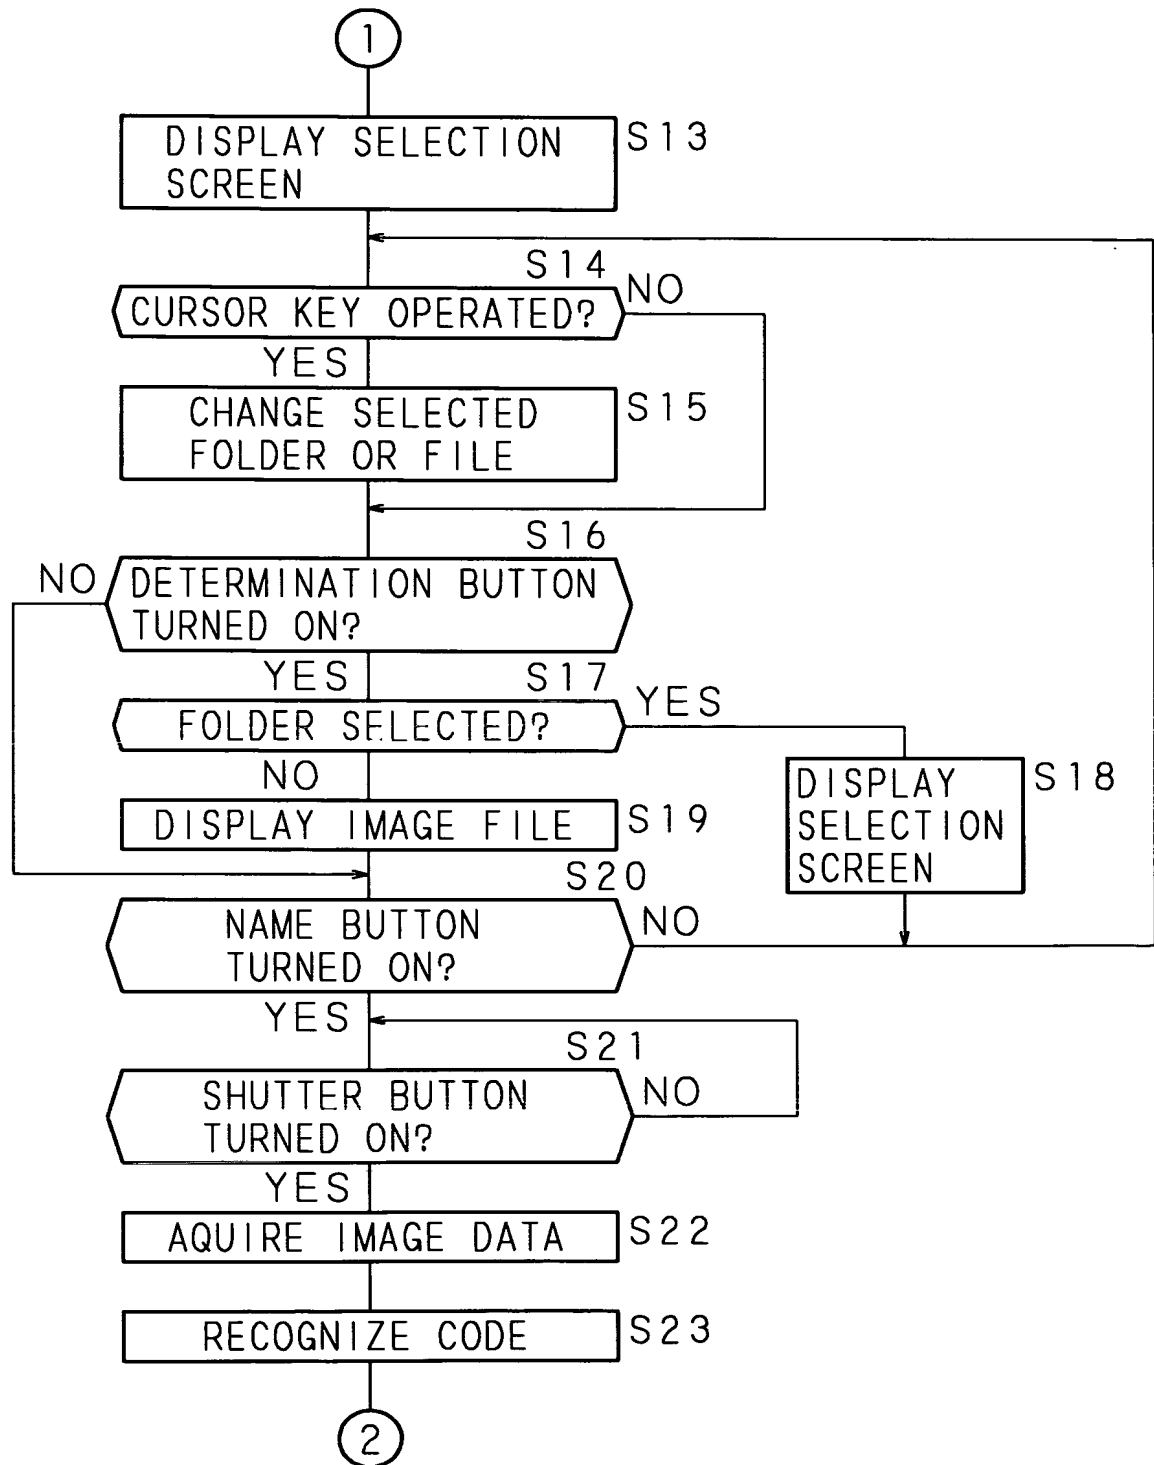 1
DISPLAY SELECTION
SCREEN
S13
S14
CURSOR KEY OPERATED?
NO
YES
CHANGE SELECTED
FOLDER OR FILE
S15
S16
NO
DETERMINATION BUTTON
TURNED ON?
YES
S17
FOLDER SELECTED?
YES
NO
DISPLAY
SELECTION
SCREEN
S18
DISPLAY IMAGE FILE
S19
S20
NAME BUTTON
TURNED ON?
NO
YES
S21
SHUTTER BUTTON
TURNED ON?
NO
YES
AQUIRE IMAGE DATA
S22
RECOGNIZE CODE
S23
2